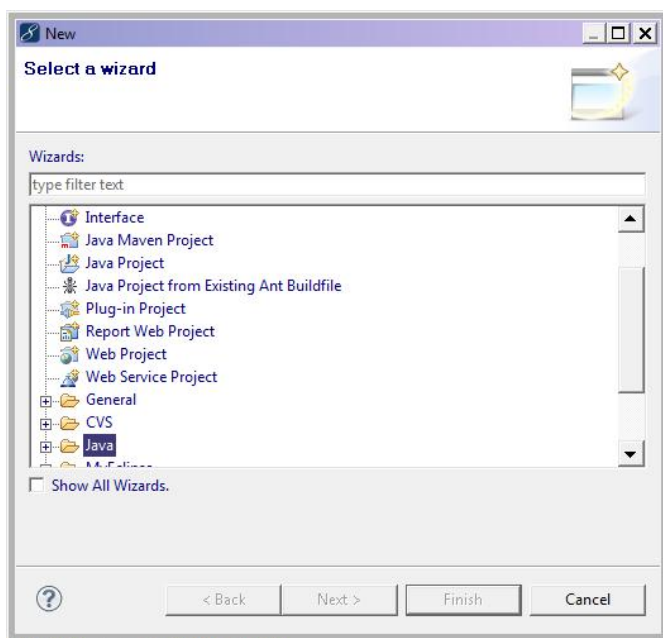 New
Select a wizard
Wizards:
type filter text
Interface
Java Maven Project
Java Project
Java Project from Existing Ant Buildfile
Plug-in Project
Report Web Project
Web Project
Web Service Project
General
CVS
Java
MyEclipse
Show All Wizards.
< Back Next > Finish Cancel